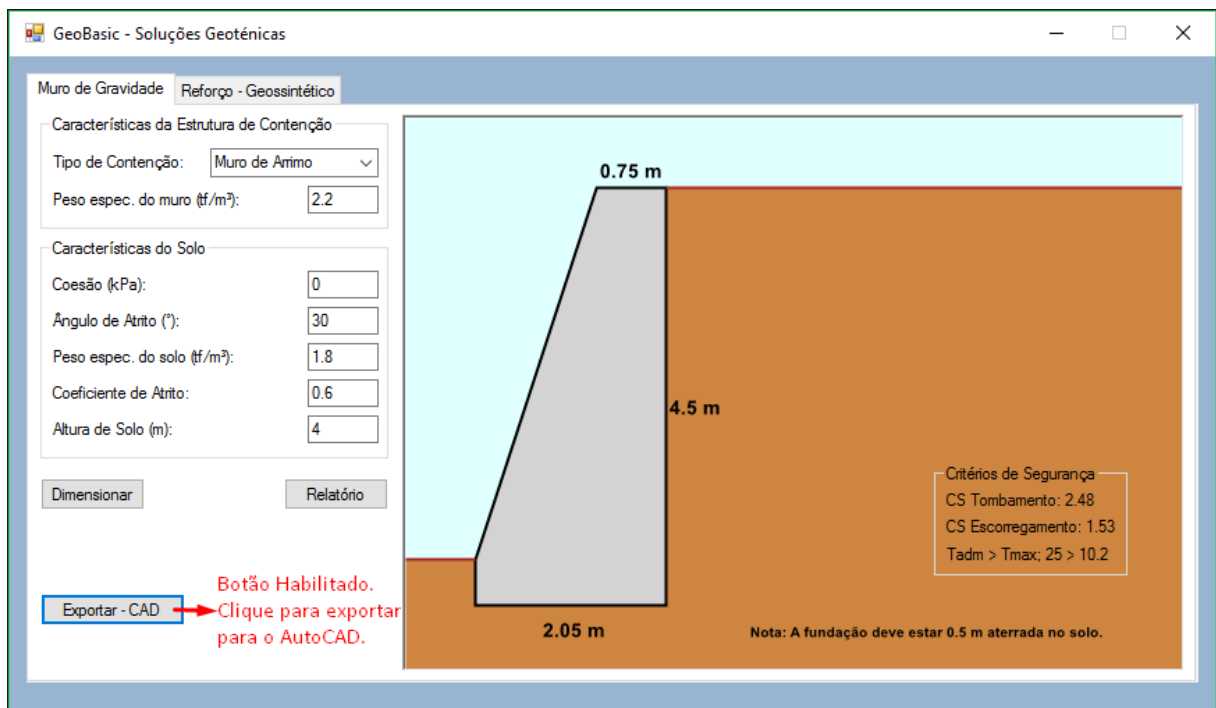 GeoBasic - Soluções Geoténicas
Muro de Gravidade
Reforço - Geossintético
Características da Estrutura de Contenção
Tipo de Contenção: Muro de Arrimo
Peso espec. do muro (tf/m³): 2.2
Características do Solo
Coesão (kPa): 0
Ângulo de Atrito (°): 30
Peso espec. do solo (tf/m³): 1.8
Coeficiente de Atrito: 0.6
Altura de Solo (m): 4
Dimensionar
Relatório
Exportar - CAD
Botão Habilitado.
Clique para exportar
para o AutoCAD.
0.75 m
4.5 m
Critérios de Segurança
CS Tombamento: 2.48
CS Escorregamento: 1.53
Tadm > Tmax; 25 > 10.2
2.05 m
Nota: A fundação deve estar 0.5 m aterrada no solo.